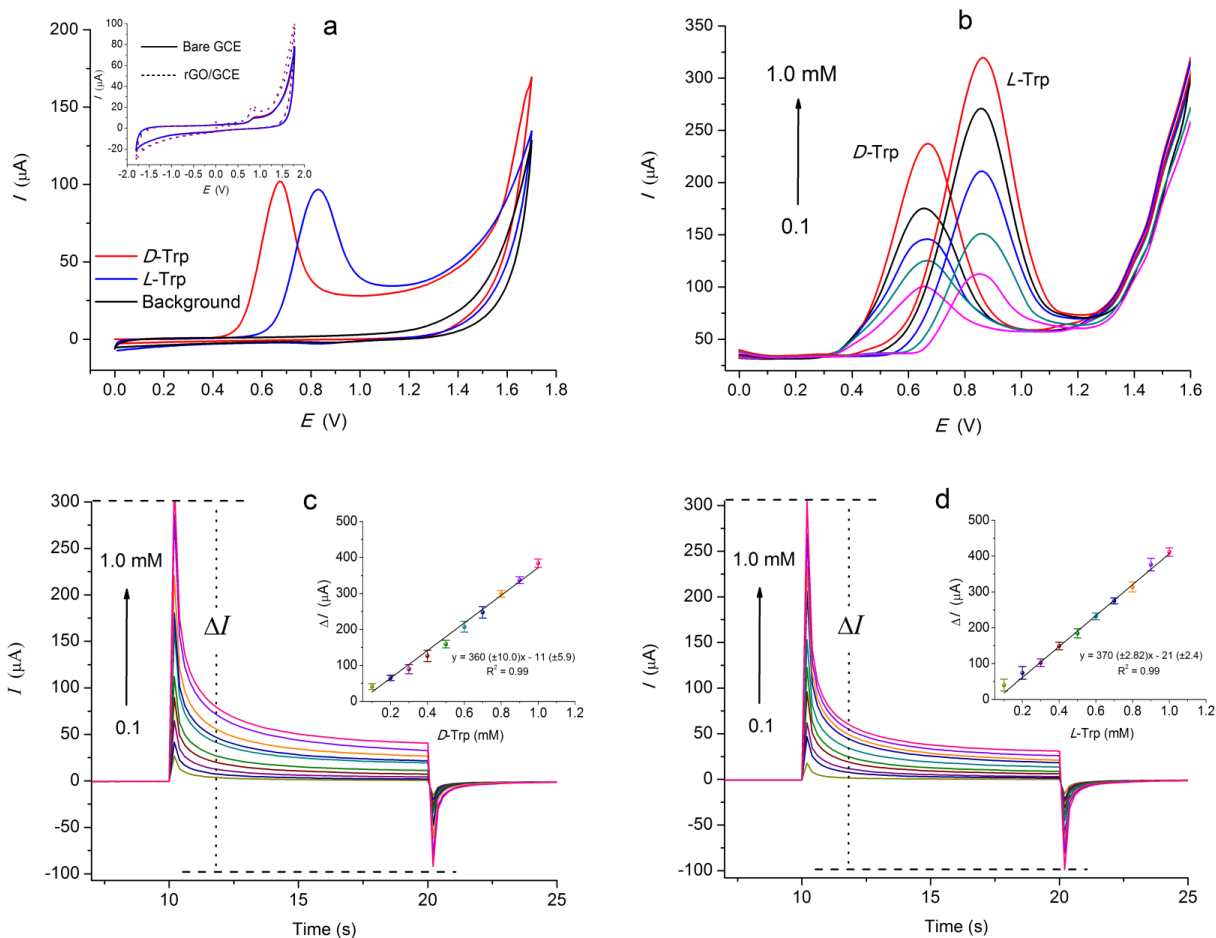 a
200
150
100
50
0
I (µA)
0.0 0.2 0.4 0.6 0.8 1.0 1.2 1.4 1.6 1.8
E (V)
D-Trp
L-Trp
Background
100
80
60
40
20
0
-20
I (µA)
-2.0 -1.5 -1.0 -0.5 0.0 0.5 1.0 1.5 2.0
E (V)
Bare GCE
rGO/GCE
b
350
300
250
200
150
100
50
I (µA)
0.0 0.2 0.4 0.6 0.8 1.0 1.2 1.4 1.6
E (V)
1.0 mM
0.1
D-Trp
L-Trp
c
300
250
200
150
100
50
0
-50
-100
I (µA)
10 15 20 25
Time (s)
1.0 mM
0.1
ΔI
500
400
300
200
100
0
ΔI (µA)
0.2 0.4 0.6 0.8 1.0 1.2
D-Trp (mM)
y = 360 (±10.0)x - 11 (±5.9)
R² = 0.99
d
300
250
200
150
100
50
0
-50
-100
I (µA)
10 15 20 25
Time (s)
1.0 mM
0.1
ΔI
500
400
300
200
100
0
ΔI (µA)
0.2 0.4 0.6 0.8 1.0 1.2
L-Trp (mM)
y = 370 (±2.82)x - 21 (±2.4)
R² = 0.99